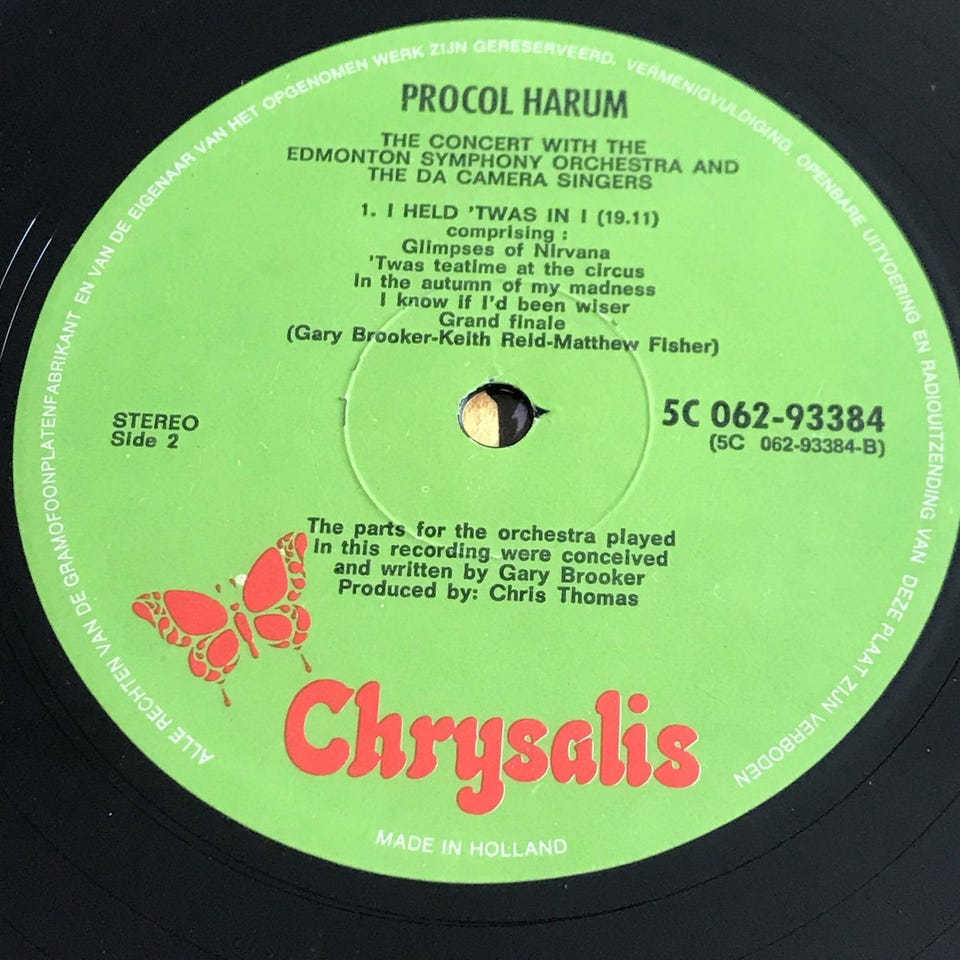 ALLE RECHTEN VAN DE GRAMOFOONPLATENFABRIKANT EN VAN DE EIGENAAR VAN HET OPGENOMEN WERK ZIJN GERESERVEERD. VERMENIGVULDIGING, OPENBARE UITVOERING EN RADIOUITZENDING VAN DEZE PLAAT ZIJN VERBODEN
PROCOL HARUM
THE CONCERT WITH THE
EDMONTON SYMPHONY ORCHESTRA AND
THE DA CAMERA SINGERS
1. I HELD 'TWAS IN I (19.11)
comprising :
Glimpses of Nirvana
'Twas teatime at the circus
In the autumn of my madness
I know if I'd been wiser
Grand finale
(Gary Brooker-Keith Reid-Matthew Fisher)
STEREO
Side 2
5C 062-93384
(5C 062-93384-B)
The parts for the orchestra played
in this recording were conceived
and written by Gary Brooker
Produced by: Chris Thomas
Chrysalis
MADE IN HOLLAND